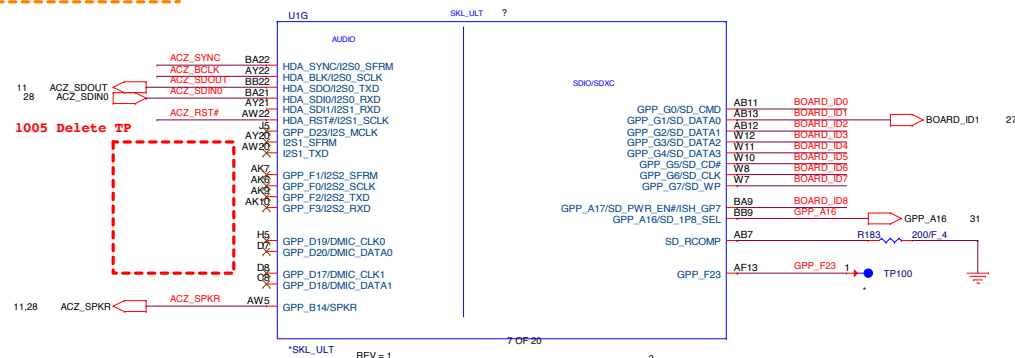 U1G SKL_ULT ?
AUDIO
SDIO/SDXC
ACZ_SYNC BA22 HDA_SYNC/I2S0_SFRM
ACZ_BCLK AY22 HDA_BLK/I2S0_SCLK
11 ACZ_SDOUT ACZ_SDOUT BB22 HDA_SDO/I2S0_TXD
28 ACZ_SDIN0 ACZ_SDIN0 BA21 HDA_SDI0/I2S0_RXD
AY21 HDA_SDI1/I2S1_RXD
ACZ_RST# AW22 HDA_RST#/I2S1_SCLK
J5 GPP_D23/I2S_MCLK
AY20 I2S1_SFRM
AW20 I2S1_TXD
1005 Delete TP
AK7 GPP_F1/I2S2_SFRM
AK6 GPP_F0/I2S2_SCLK
AK9 GPP_F2/I2S2_TXD
AK10 GPP_F3/I2S2_RXD
H5 GPP_D19/DMIC_CLK0
D7 GPP_D20/DMIC_DATA0
D8 GPP_D17/DMIC_CLK1
C8 GPP_D18/DMIC_DATA1
11,28 ACZ_SPKR ACZ_SPKR AW5 GPP_B14/SPKR
GPP_G0/SD_CMD AB11 BOARD_ID0
GPP_G1/SD_DATA0 AB13 BOARD_ID1 BOARD_ID1 27
GPP_G2/SD_DATA1 AB12 BOARD_ID2
GPP_G3/SD_DATA2 W12 BOARD_ID3
GPP_G4/SD_DATA3 W11 BOARD_ID4
GPP_G5/SD_CD# W10 BOARD_ID5
GPP_G6/SD_CLK W8 BOARD_ID6
GPP_G7/SD_WP W7 BOARD_ID7
GPP_A17/SD_PWR_EN#/ISH_GP7 BA9 BOARD_ID8
GPP_A16/SD_1P8_SEL BB9 GPP_A16 GPP_A16 31
SD_RCOMP AB7 R183 200/F_4
GPP_F23 AF13 GPP_F23 1 TP100
*
*SKL_ULT
REV = 1
7 OF 20